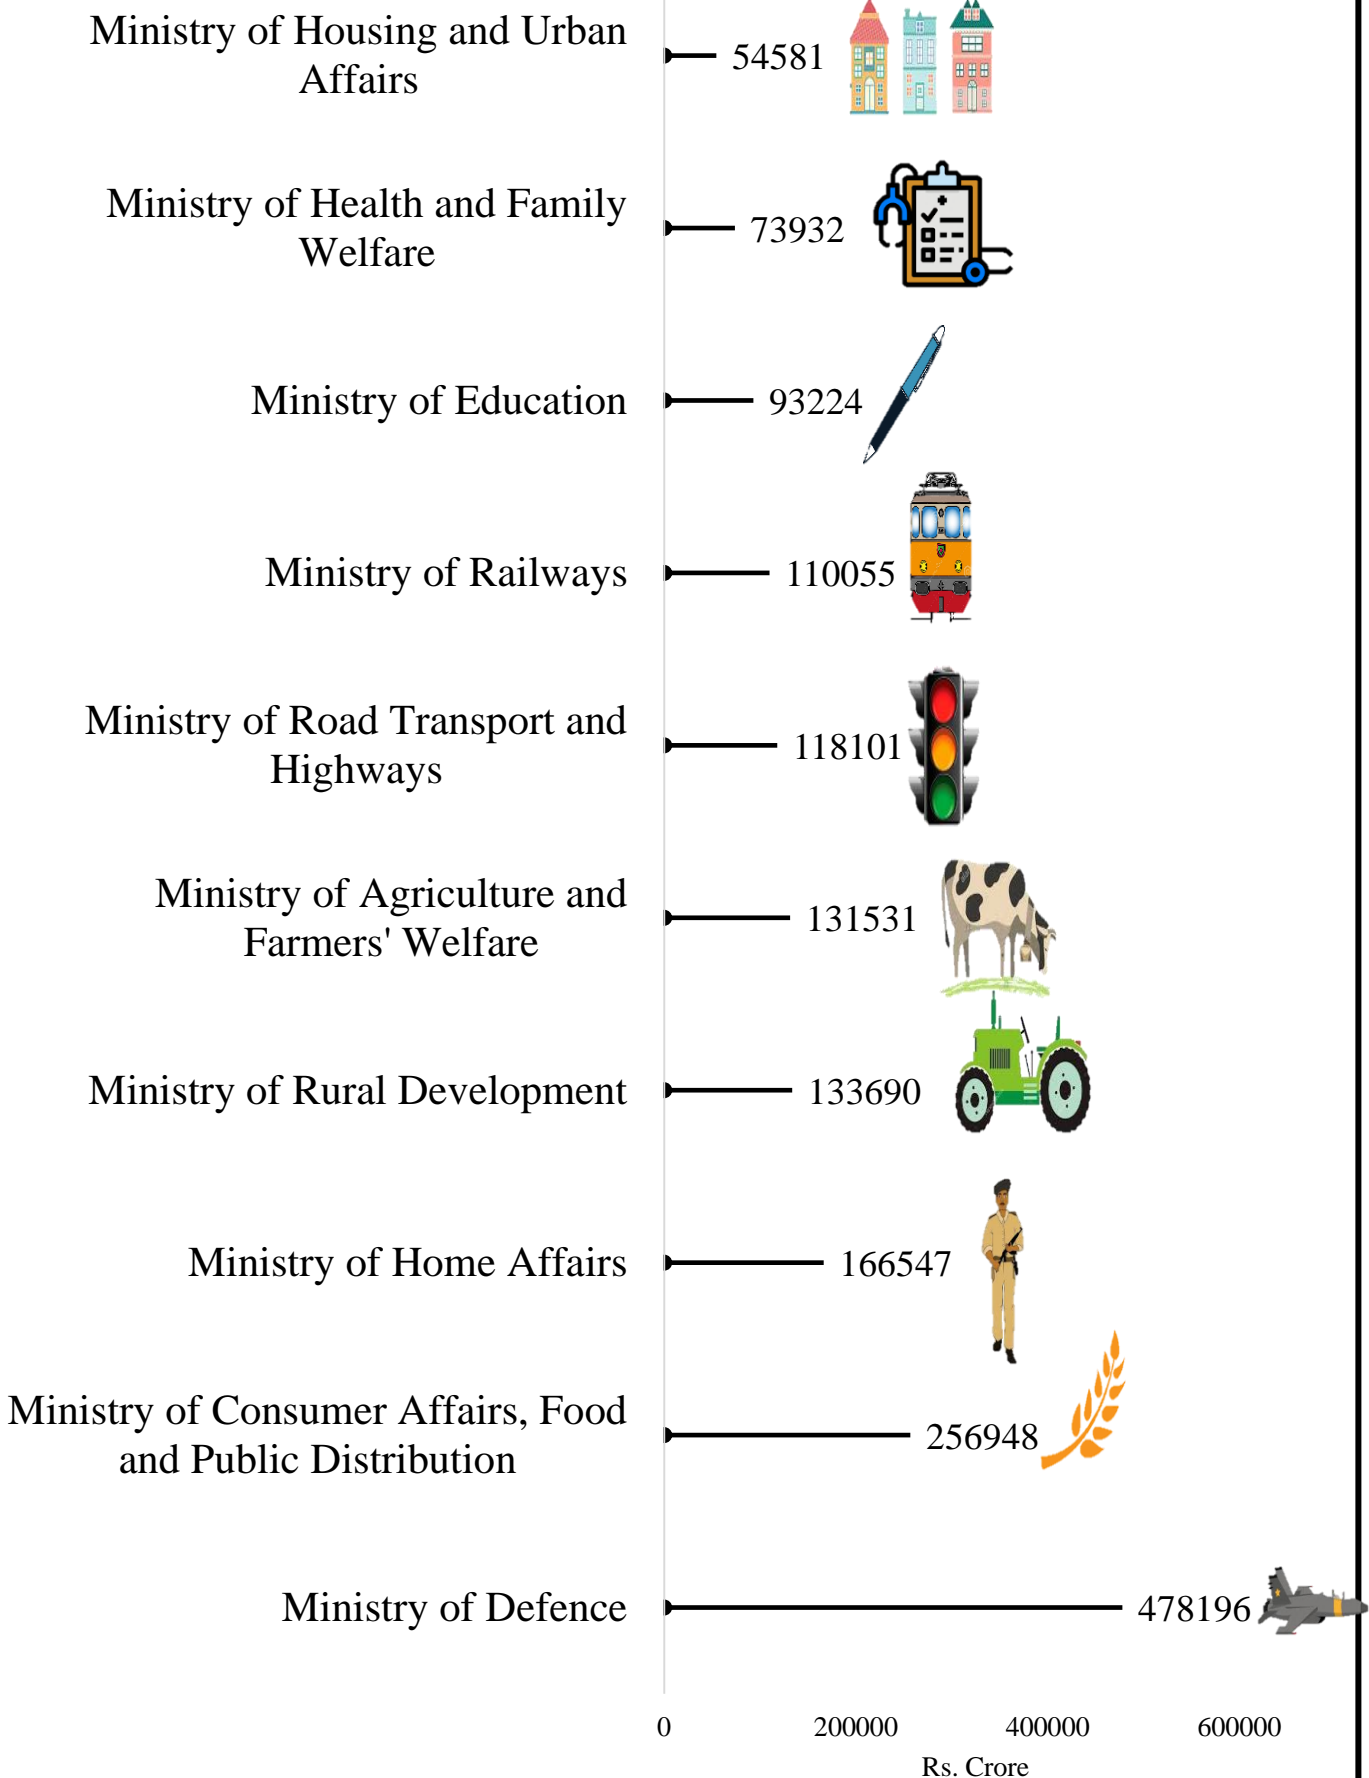 Ministry of Housing and Urban
Affairs
54581
Ministry of Health and Family
Welfare
73932
Ministry of Education
93224
Ministry of Railways
110055
Ministry of Road Transport and
Highways
118101
Ministry of Agriculture and
Farmers' Welfare
131531
Ministry of Rural Development
133690
Ministry of Home Affairs
166547
Ministry of Consumer Affairs, Food
and Public Distribution
256948
Ministry of Defence
478196
0 200000 400000 600000
Rs. Crore